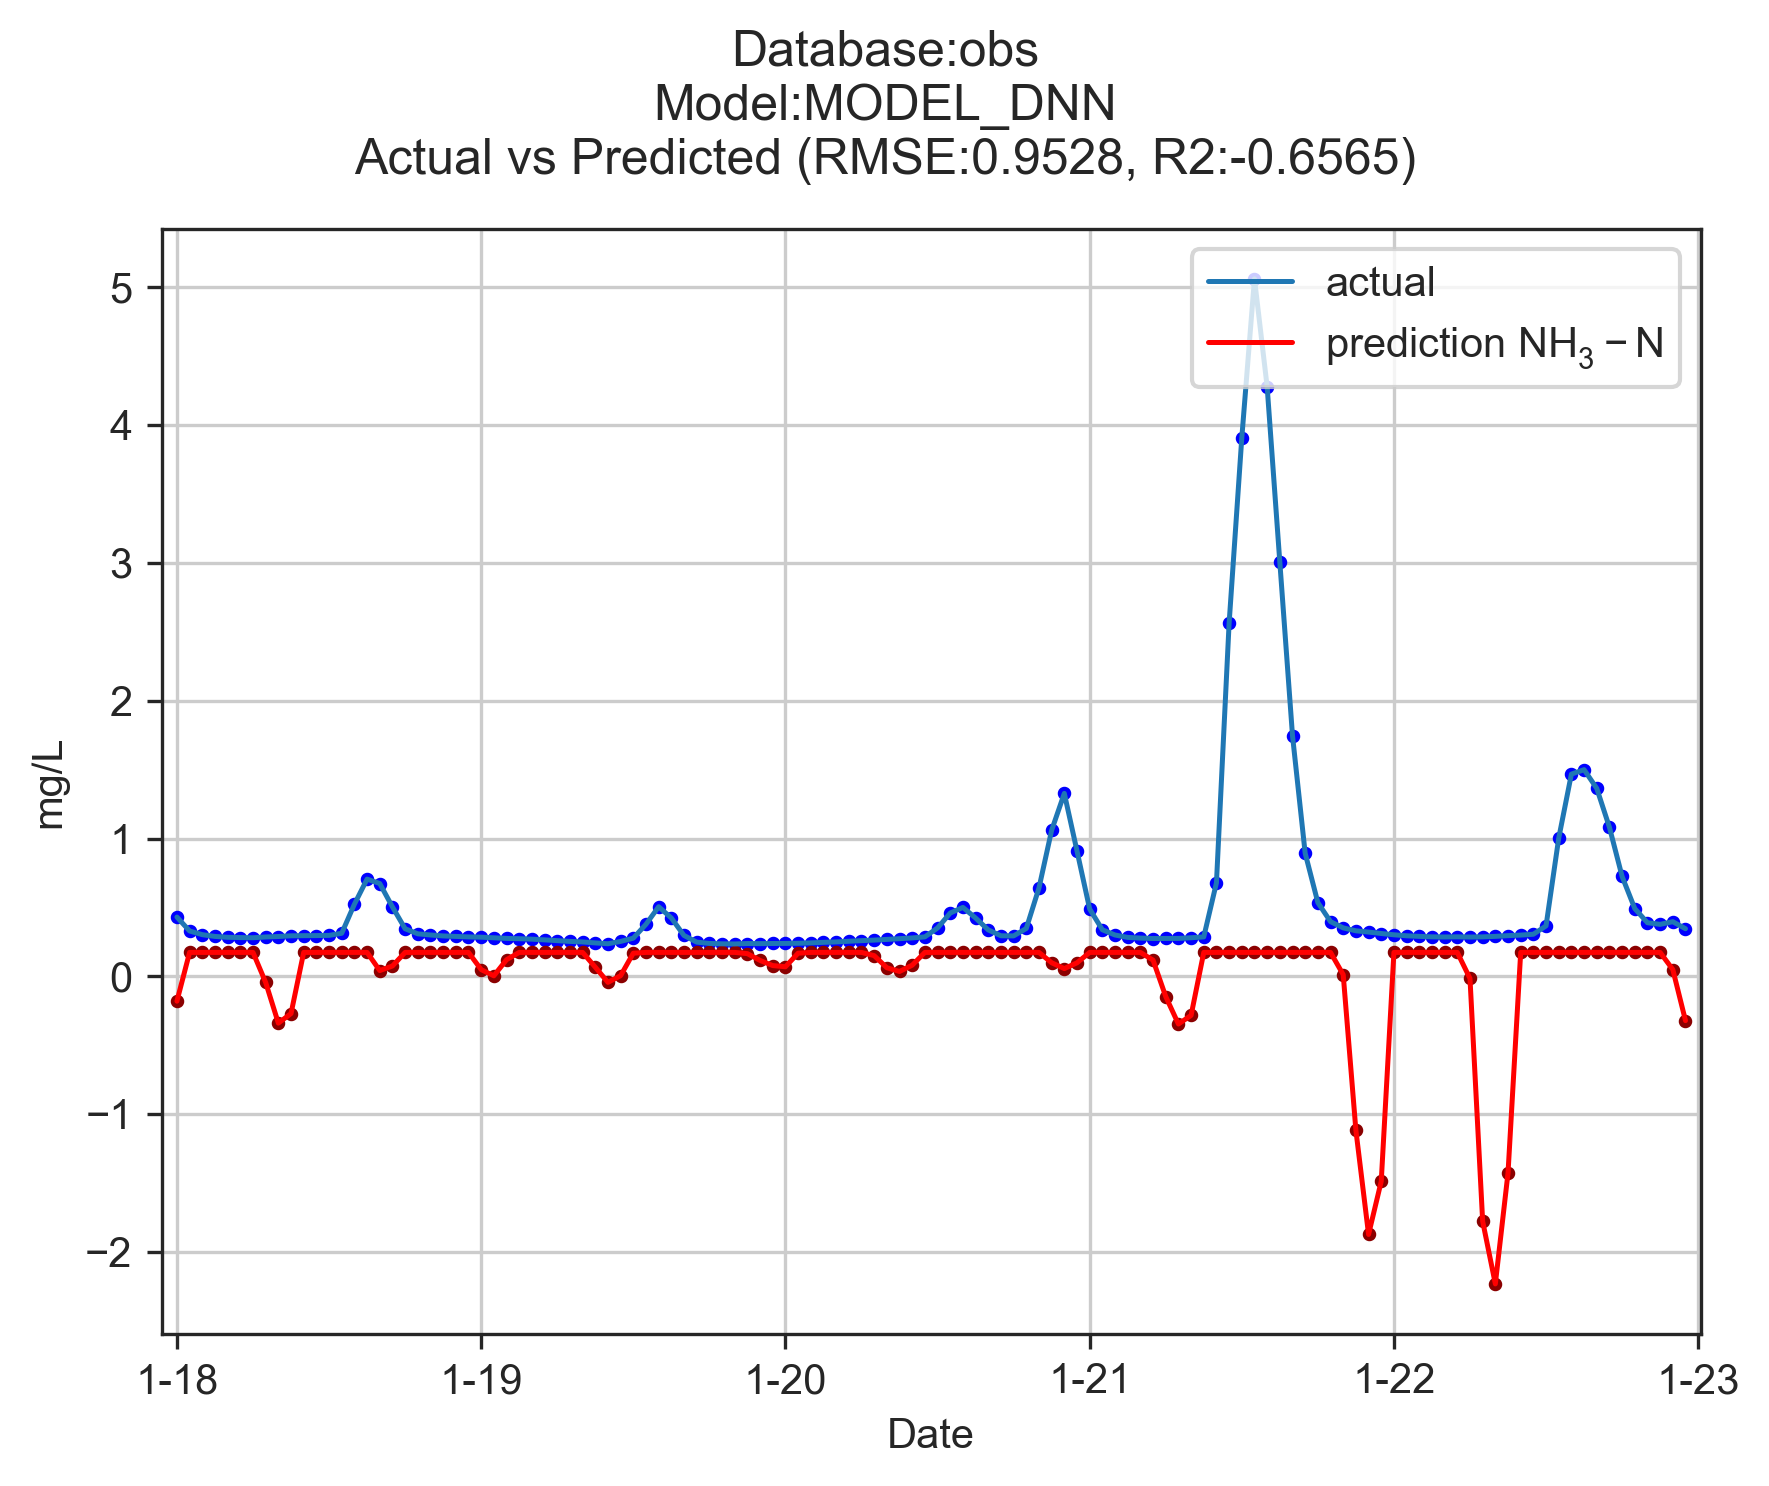 Database:obs
Model:MODEL_DNN
Actual vs Predicted (RMSE:0.9528, R2:-0.6565)
actual
prediction NH₃ − N
5
4
3
2
1
0
−1
−2
mg/L
1-18 1-19 1-20 1-21 1-22 1-23
Date